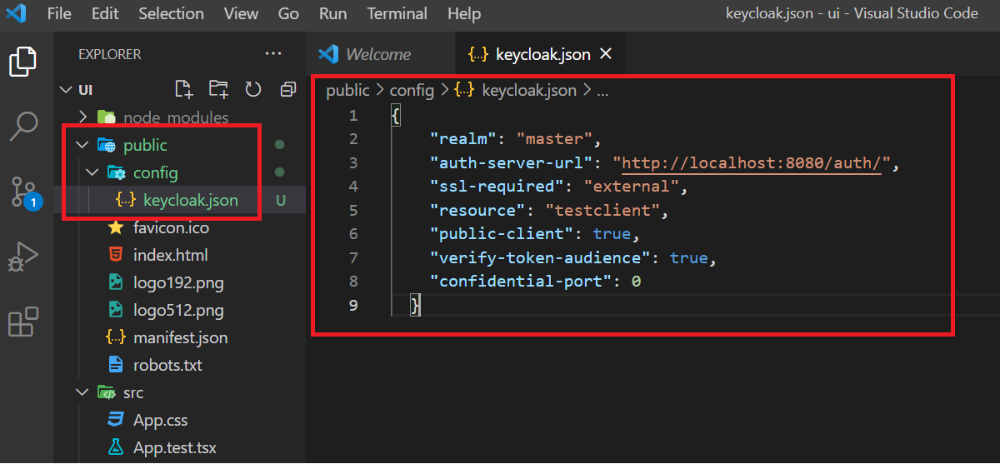 File Edit Selection View Go Run Terminal Help
keycloak.json - ui - Visual Studio Code
EXPLORER
UI
node_modules
public
config
keycloak.json U
favicon.ico
index.html
logo192.png
logo512.png
manifest.json
robots.txt
src
App.css
App.test.tsx
1
Welcome
keycloak.json
public > config > {..} keycloak.json > ...
1 {
2 "realm": "master",
3 "auth-server-url": "http://localhost:8080/auth/",
4 "ssl-required": "external",
5 "resource": "testclient",
6 "public-client": true,
7 "verify-token-audience": true,
8 "confidential-port": 0
9 }